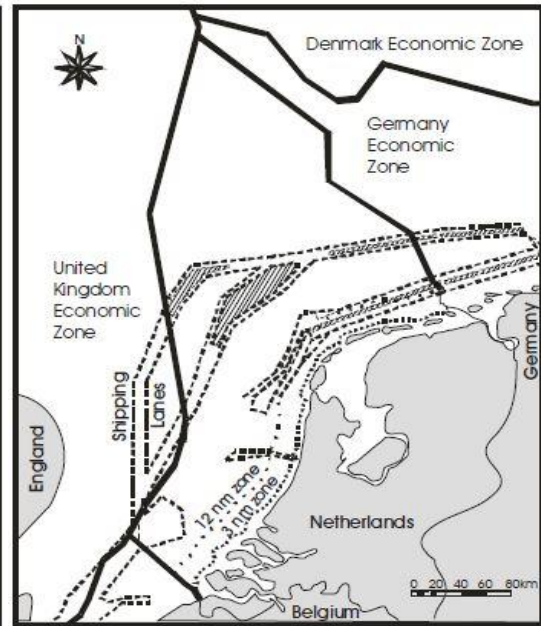 N
Denmark Economic Zone
Germany
Economic
Zone
United
Kingdom
Economic
Zone
Shipping
Lanes
England
Germany
12 nm zone
3 nm zone
Netherlands
0 20 40 60 80km
Belgium